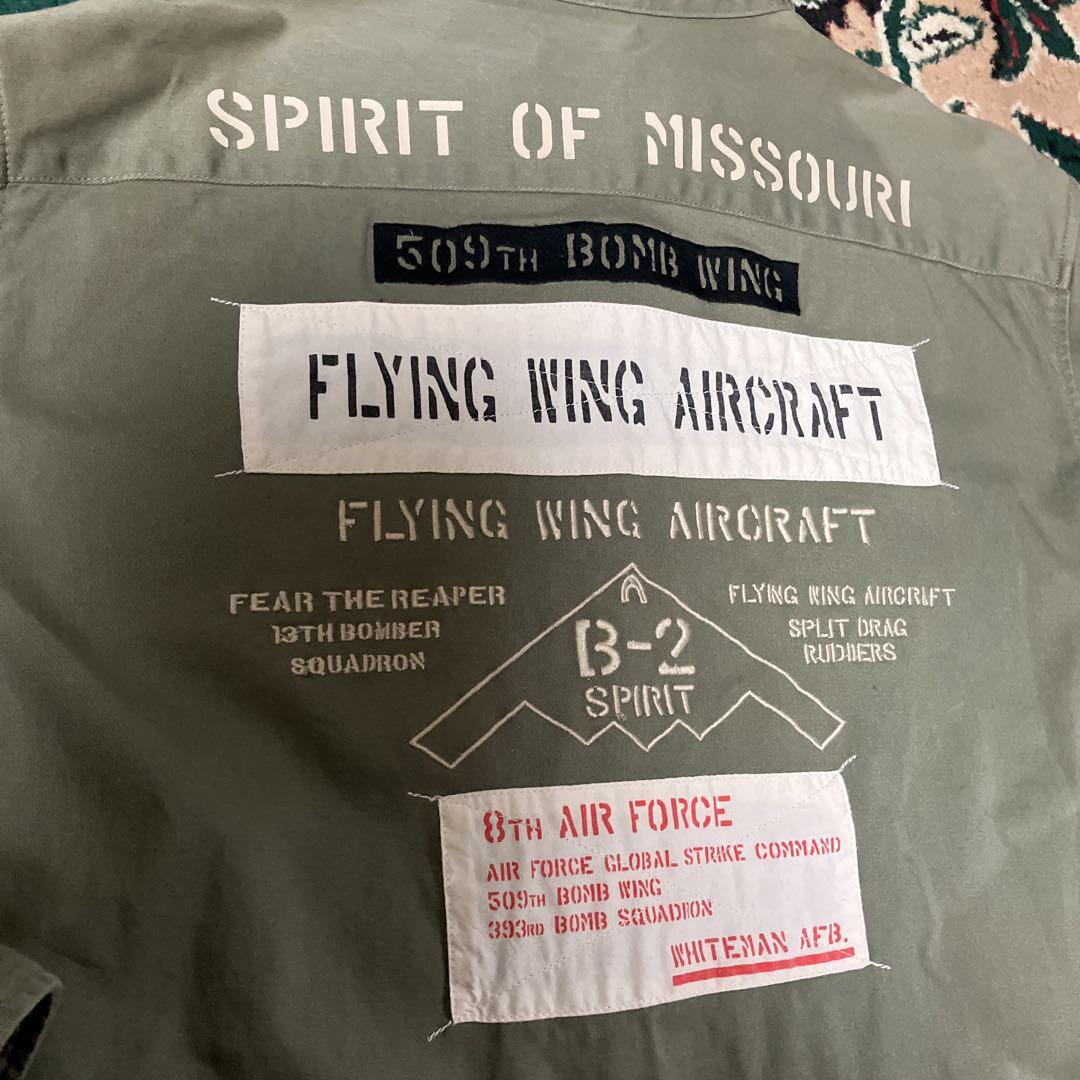 SPIRIT OF MISSOURI
509TH BOMB WING
FLYING WING AIRCRAFT
FLYING WING AIRCRAFT
FEAR THE REAPER
13TH BOMBER
SQUADRON
B-2
SPIRIT
FLYING WING AIRCRAFT
SPLIT DRAG
RUDDERS
8TH AIR FORCE
AIR FORCE GLOBAL STRIKE COMMAND
509TH BOMB WING
393RD BOMB SQUADRON
WHITEMAN AFB.